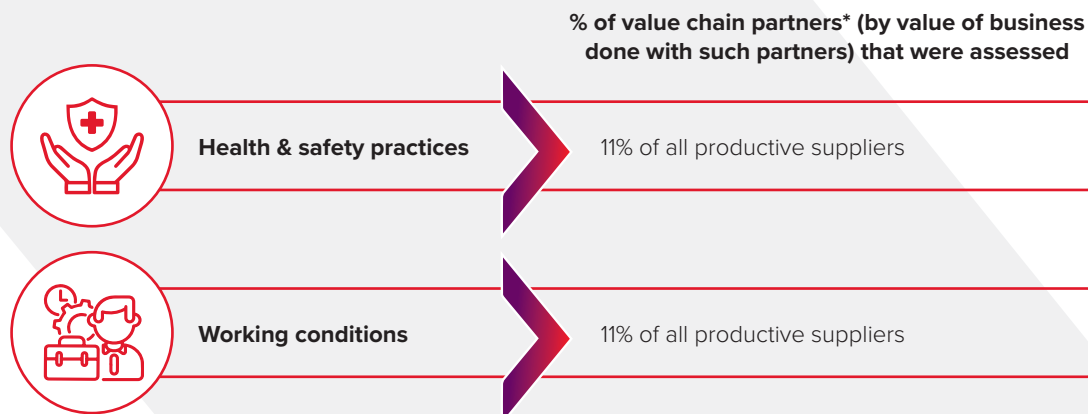 % of value chain partners* (by value of business
done with such partners) that were assessed
Health & safety practices
11% of all productive suppliers
Working conditions
11% of all productive suppliers